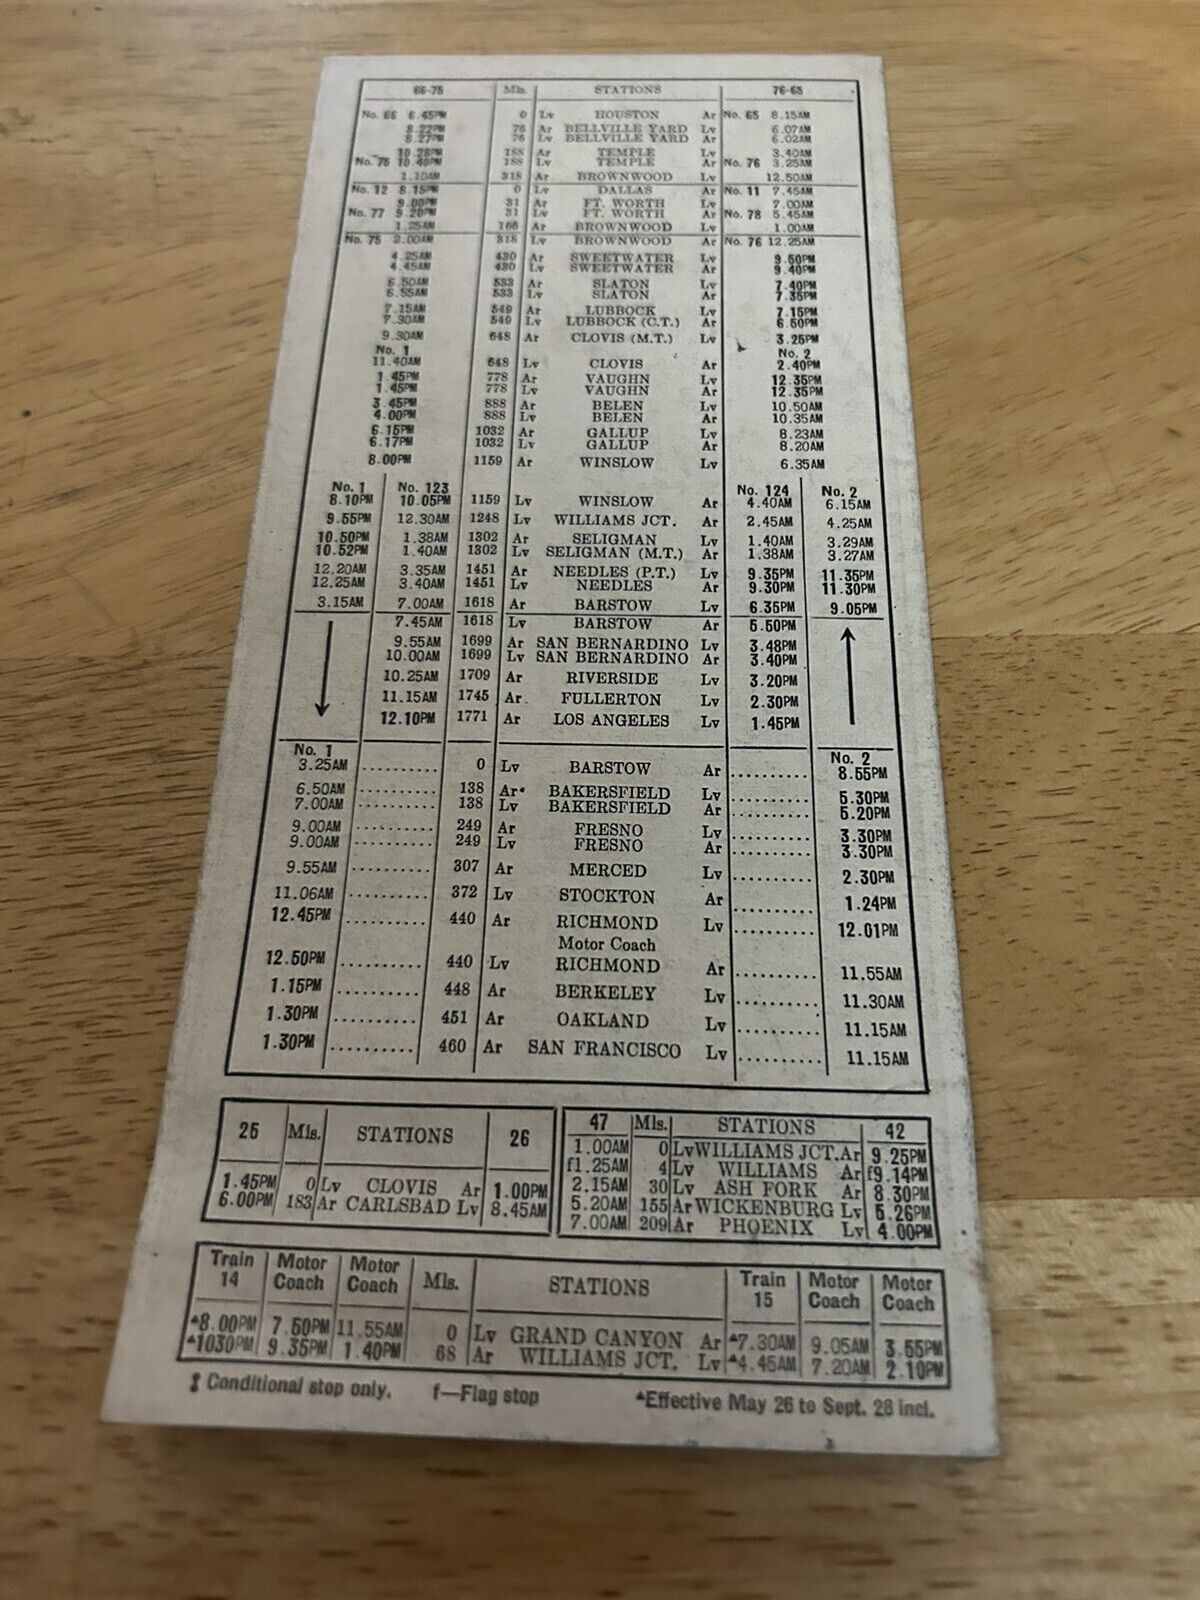 66-75 Mls. STATIONS 76-65
No. 66 6.45PM 0 Lv HOUSTON Ar No. 65 8.15AM
8.22PM 76 Ar BELLVILLE YARD Lv 6.07AM
8.27PM 76 Lv BELLVILLE YARD Ar 6.02AM
10.28PM 188 Ar TEMPLE Lv 3.40AM
No. 75 10.40PM 188 Lv TEMPLE Ar No. 76 3.25AM
1.10AM 318 Ar BROWNWOOD Lv 12.50AM
No. 12 8.15PM 0 Lv DALLAS Ar No. 11 7.45AM
9.00PM 31 Ar FT. WORTH Lv 7.00AM
No. 77 9.20PM 31 Lv FT. WORTH Ar No. 78 5.45AM
1.25AM 166 Ar BROWNWOOD Lv 1.00AM
No. 75 2.00AM 318 Lv BROWNWOOD Ar No. 76 12.25AM
4.25AM 430 Ar SWEETWATER Lv 9.50PM
4.45AM 430 Lv SWEETWATER Ar 9.40PM
6.50AM 533 Ar SLATON Lv 7.40PM
6.55AM 533 Lv SLATON Ar 7.35PM
7.15AM 549 Ar LUBBOCK Lv 7.15PM
7.30AM 549 Lv LUBBOCK (C.T.) Ar 6.50PM
9.30AM 648 Ar CLOVIS (M.T.) Lv 3.25PM
No. 1 No. 2
11.40AM 648 Lv CLOVIS Ar 2.40PM
1.45PM 778 Ar VAUGHN Lv 12.35PM
1.45PM 778 Lv VAUGHN Ar 12.35PM
3.45PM 888 Ar BELEN Lv 10.50AM
4.00PM 888 Lv BELEN Ar 10.35AM
6.15PM 1032 Ar GALLUP Lv 8.23AM
6.17PM 1032 Lv GALLUP Ar 8.20AM
8.00PM 1159 Ar WINSLOW Lv 6.35AM
No. 1 No. 123 No. 124 No. 2
8.10PM 10.05PM 1159 Lv WINSLOW Ar 4.40AM 6.15AM
9.55PM 12.30AM 1248 Lv WILLIAMS JCT. Ar 2.45AM 4.25AM
10.50PM 1.38AM 1302 Ar SELIGMAN Lv 1.40AM 3.29AM
10.52PM 1.40AM 1302 Lv SELIGMAN (M.T.) Ar 1.38AM 3.27AM
12.20AM 3.35AM 1451 Ar NEEDLES (P.T.) Lv 9.35PM 11.35PM
12.25AM 3.40AM 1451 Lv NEEDLES Ar 9.30PM 11.30PM
3.15AM 7.00AM 1618 Ar BARSTOW Lv 6.35PM 9.05PM
7.45AM 1618 Lv BARSTOW Ar 5.50PM
9.55AM 1699 Ar SAN BERNARDINO Lv 3.48PM
10.00AM 1699 Lv SAN BERNARDINO Ar 3.40PM
10.25AM 1709 Ar RIVERSIDE Lv 3.20PM
11.15AM 1745 Ar FULLERTON Lv 2.30PM
12.10PM 1771 Ar LOS ANGELES Lv 1.45PM
No. 1 No. 2
3.25AM .......... 0 Lv BARSTOW Ar .......... 8.55PM
6.50AM .......... 138 Ar BAKERSFIELD Lv .......... 5.30PM
7.00AM .......... 138 Lv BAKERSFIELD Ar .......... 5.20PM
9.00AM .......... 249 Ar FRESNO Lv .......... 3.30PM
9.00AM .......... 249 Lv FRESNO Ar .......... 3.30PM
9.55AM .......... 307 Ar MERCED Lv .......... 2.30PM
11.06AM .......... 372 Lv STOCKTON Ar .......... 1.24PM
12.45PM .......... 440 Ar RICHMOND Lv .......... 12.01PM
Motor Coach
12.50PM .......... 440 Lv RICHMOND Ar .......... 11.55AM
1.15PM .......... 448 Ar BERKELEY Lv .......... 11.30AM
1.30PM .......... 451 Ar OAKLAND Lv .......... 11.15AM
1.30PM .......... 460 Ar SAN FRANCISCO Lv .......... 11.15AM
25 Mls. STATIONS 26
1.45PM 0 Lv CLOVIS Ar 1.00PM
6.00PM 183 Ar CARLSBAD Lv 8.45AM
47 Mls. STATIONS 42
1.00AM 0 Lv WILLIAMS JCT. Ar 9.25PM
f1.25AM 4 Lv WILLIAMS Ar f9.14PM
2.15AM 30 Lv ASH FORK Ar 8.30PM
5.20AM 155 Ar WICKENBURG Lv 5.26PM
7.00AM 209 Ar PHOENIX Lv 4.00PM
Train 14 Motor Coach Motor Coach Mls. STATIONS Train 15 Motor Coach Motor Coach
▲8.00PM 7.50PM 11.55AM 0 Lv GRAND CANYON Ar ▲7.30AM 9.05AM 3.55PM
▲1030PM 9.35PM 1.40PM 68 Ar WILLIAMS JCT. Lv ▲4.45AM 7.20AM 2.10PM
Conditional stop only. f—Flag stop ▲Effective May 26 to Sept. 28 incl.